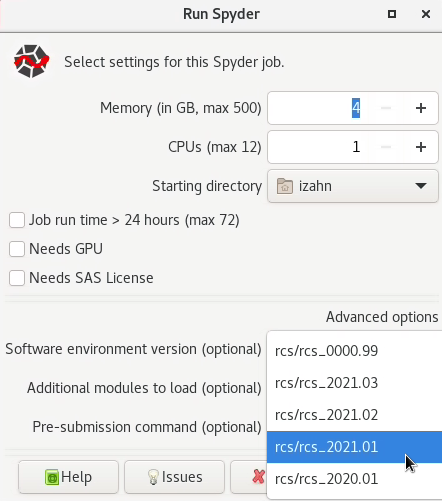 Run Spyder
Select settings for this Spyder job.
Memory (in GB, max 500) 4
CPUs (max 12) 1
Starting directory izahn
Job run time > 24 hours (max 72)
Needs GPU
Needs SAS License
Advanced options
Software environment version (optional)
rcs/rcs_0000.99
rcs/rcs_2021.03
Additional modules to load (optional)
rcs/rcs_2021.02
Pre-submission command (optional)
rcs/rcs_2021.01
rcs/rcs_2020.01
Help
Issues